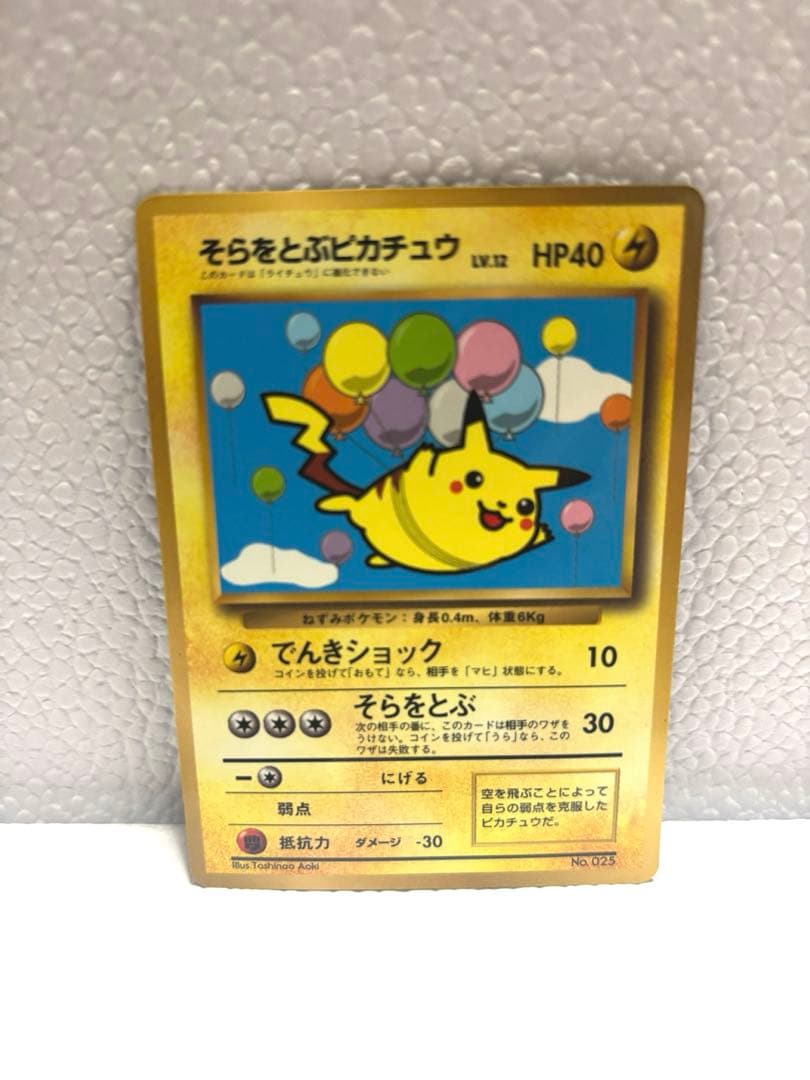 そらをとぶピカチュウ LV.12 HP40
このカードは「ライチュウ」に進化できない
ねずみポケモン：身長0.4m、体重6Kg
でんきショック 10
コインを投げて「おもて」なら、相手を「マヒ」状態にする。
そらをとぶ 30
次の相手の番に、このカードは相手のワザを
うけない。コインを投げて「うら」なら、この
ワザは失敗する。
にげる
弱点
抵抗力 ダメージ -30
空を飛ぶことによって
自らの弱点を克服した
ピカチュウだ。
Illus.Toshinao Aoki No. 025